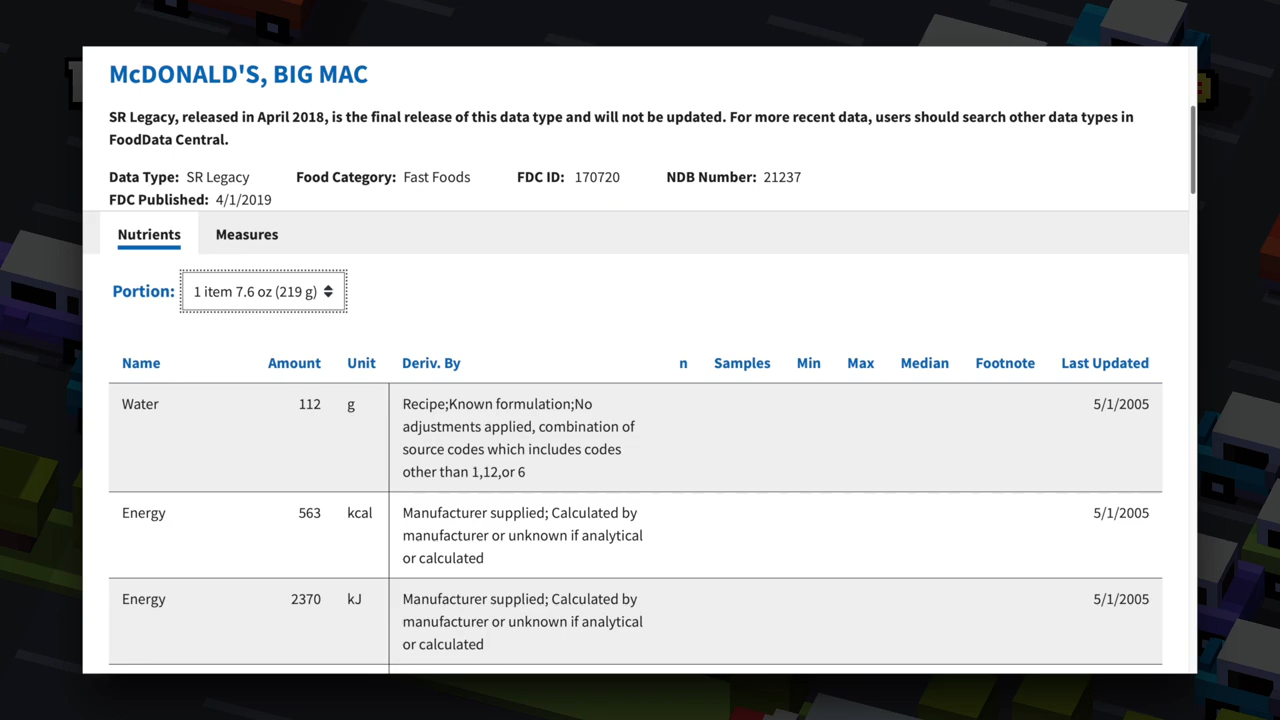 McDONALD'S, BIG MAC
SR Legacy, released in April 2018, is the final release of this data type and will not be updated. For more recent data, users should search other data types in
FoodData Central.
Data Type: SR Legacy Food Category: Fast Foods FDC ID: 170720 NDB Number: 21237
FDC Published: 4/1/2019
Nutrients Measures
Portion: 1 item 7.6 oz (219 g)
Name Amount Unit Deriv. By n Samples Min Max Median Footnote Last Updated
Water 112 g Recipe;Known formulation;No 5/1/2005
adjustments applied, combination of
source codes which includes codes
other than 1,12,or 6
Energy 563 kcal Manufacturer supplied; Calculated by 5/1/2005
manufacturer or unknown if analytical
or calculated
Energy 2370 kJ Manufacturer supplied; Calculated by 5/1/2005
manufacturer or unknown if analytical
or calculated